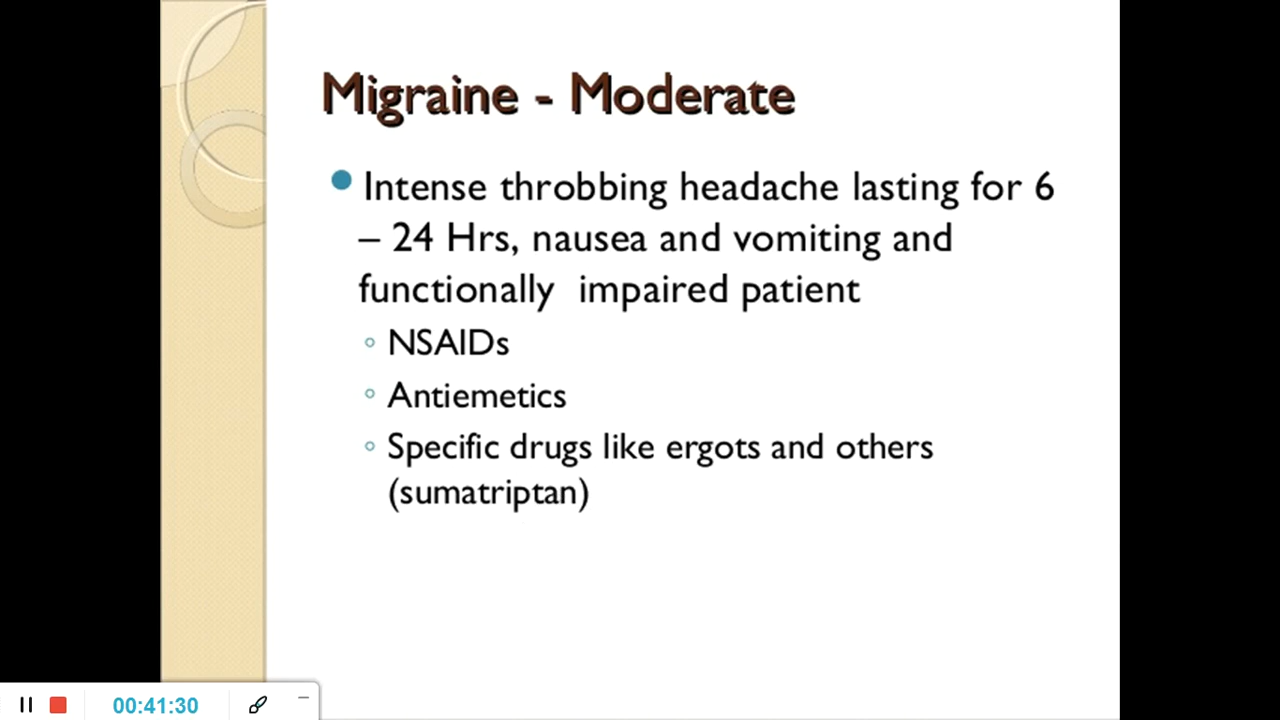 Migraine - Moderate
Intense throbbing headache lasting for 6
– 24 Hrs, nausea and vomiting and
functionally impaired patient
NSAIDs
Antiemetics
Specific drugs like ergots and others
(sumatriptan)
00:41:30